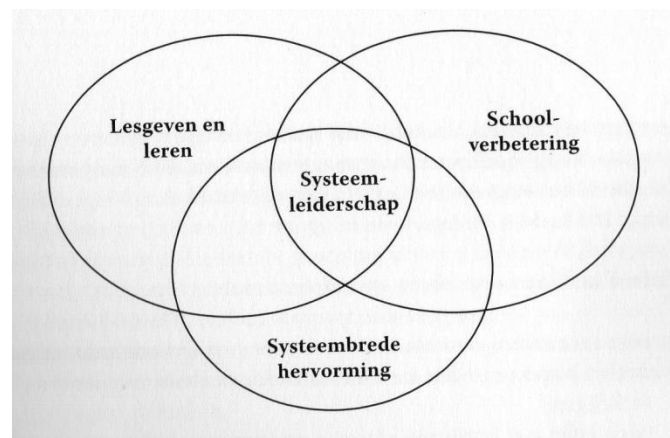 Lesgeven en
leren
School-
verbetering
Systeem-
leiderschap
Systeembrede
hervorming